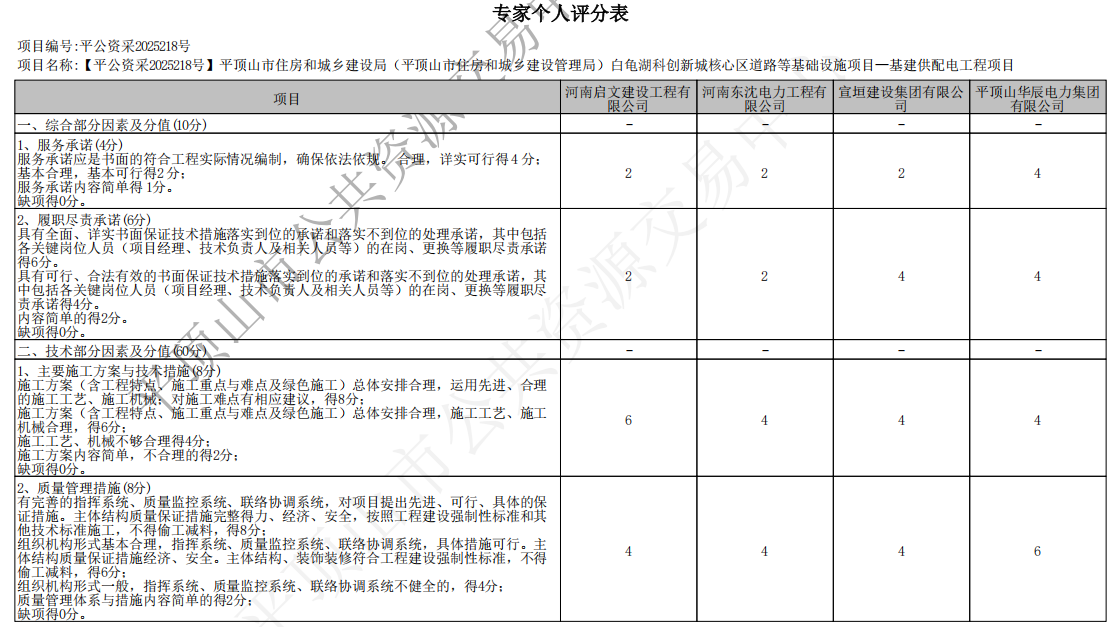 专家个人评分表
项目编号:平公资采2025218号
项目名称:【平公资采2025218号】平顶山市住房和城乡建设局（平顶山市住房和城乡建设管理局）白龟湖科创新城核心区道路等基础设施项目—基建供配电工程项目
项目
河南启文建设工程有
限公司
河南东沈电力工程有
限公司
宣垣建设集团有限公
司
平顶山华辰电力集团
有限公司
一、综合部分因素及分值(10分)
—
—
—
—
1、服务承诺(4分)
服务承诺应是书面的符合工程实际情况编制，确保依法依规。 合理，详实可行得 4 分；
基本合理，基本可行得2 分；
服务承诺内容简单得 1分。
缺项得0分。
2
2
2
4
2、履职尽责承诺(6分)
具有全面、详实书面保证技术措施落实到位的承诺和落实不到位的处理承诺，其中包括
各关键岗位人员（项目经理、技术负责人及相关人员等）的在岗、更换等履职尽责承诺
得6分。
具有可行、合法有效的书面保证技术措施落实到位的承诺和落实不到位的处理承诺，其
中包括各关键岗位人员（项目经理、技术负责人及相关人员等）的在岗、更换等履职尽
责承诺得4分。
内容简单的得2分。
缺项得0分。
2
2
4
4
二、技术部分因素及分值(60分)
—
—
—
—
1、主要施工方案与技术措施(8分)
施工方案（含工程特点、施工重点与难点及绿色施工）总体安排合理，运用先进、合理
的施工工艺、施工机械；对施工难点有相应建议，得8分；
施工方案（含工程特点、施工重点与难点及绿色施工）总体安排合理，施工工艺、施工
机械合理，得6分；
施工工艺、机械不够合理得4分；
施工方案内容简单，不合理的得2分；
缺项得0分。
6
4
4
4
2、质量管理措施(8分)
有完善的指挥系统、质量监控系统、联络协调系统，对项目提出先进、可行、具体的保
证措施。主体结构质量保证措施完整得力、经济、安全，按照工程建设强制性标准和其
他技术标准施工，不得偷工减料，得8分；
组织机构形式基本合理，指挥系统、质量监控系统、联络协调系统，具体措施可行。主
体结构质量保证措施经济、安全。主体结构、装饰装修符合工程建设强制性标准，不得
偷工减料，得6分；
组织机构形式一般，指挥系统、质量监控系统、联络协调系统不健全的，得4分；
质量管理体系与措施内容简单的得2分；
缺项得0分。
4
4
4
6
平顶山市公共资源交易中
平顶山市公共资源交易中